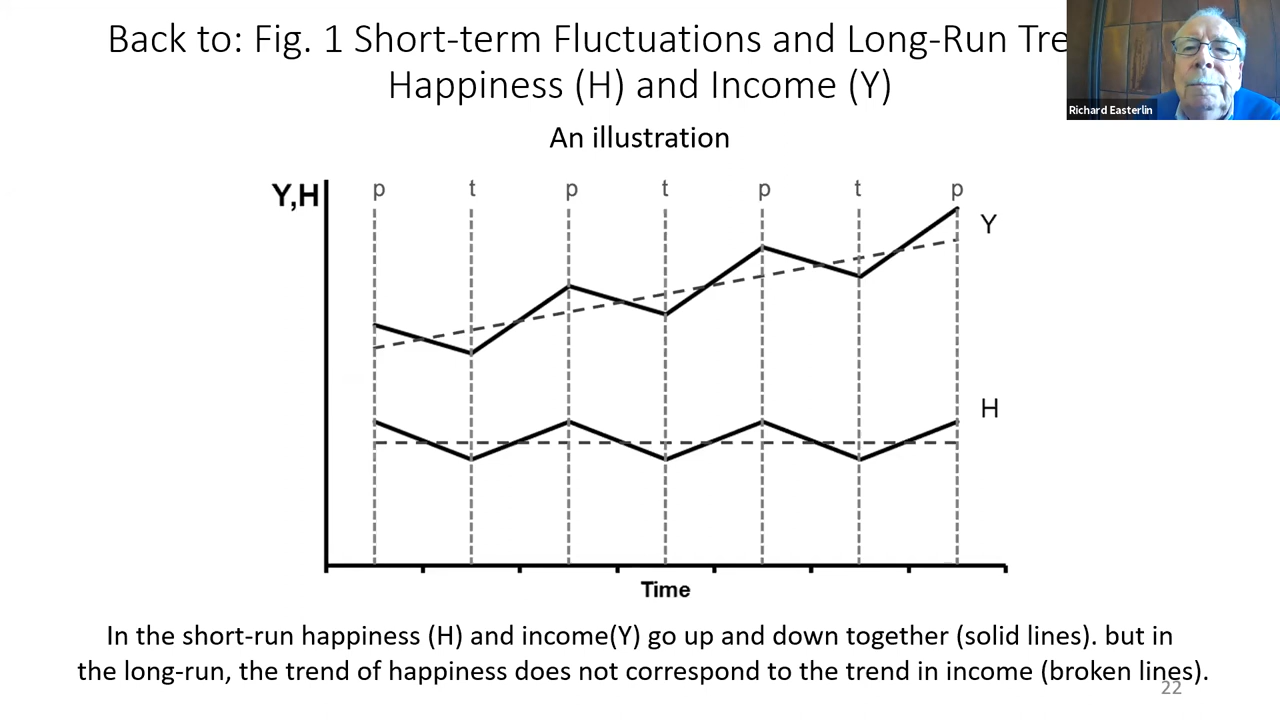 Back to: Fig. 1 Short-term Fluctuations and Long-Run Tre
Happiness (H) and Income (Y)
Richard Easterlin
An illustration
Y,H
p t p t p t p
Y
H
Time
In the short-run happiness (H) and income(Y) go up and down together (solid lines). but in
the long-run, the trend of happiness does not correspond to the trend in income (broken lines).
22